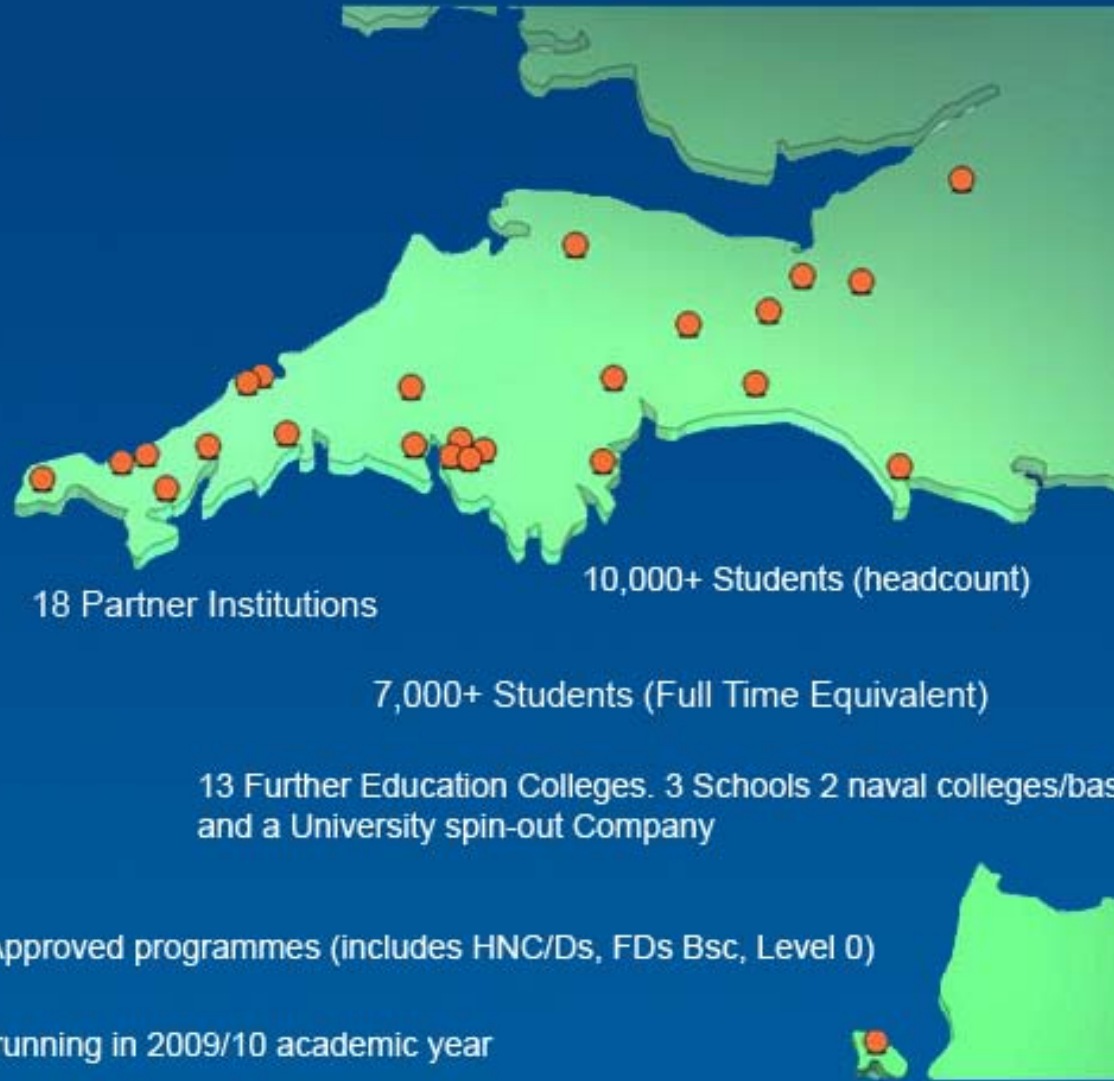 10,000+ Students (headcount)
18 Partner Institutions
7,000+ Students (Full Time Equivalent)
13 Further Education Colleges. 3 Schools 2 naval colleges/bas
and a University spin-out Company
Approved programmes (includes HNC/Ds, FDs Bsc, Level 0)
running in 2009/10 academic year